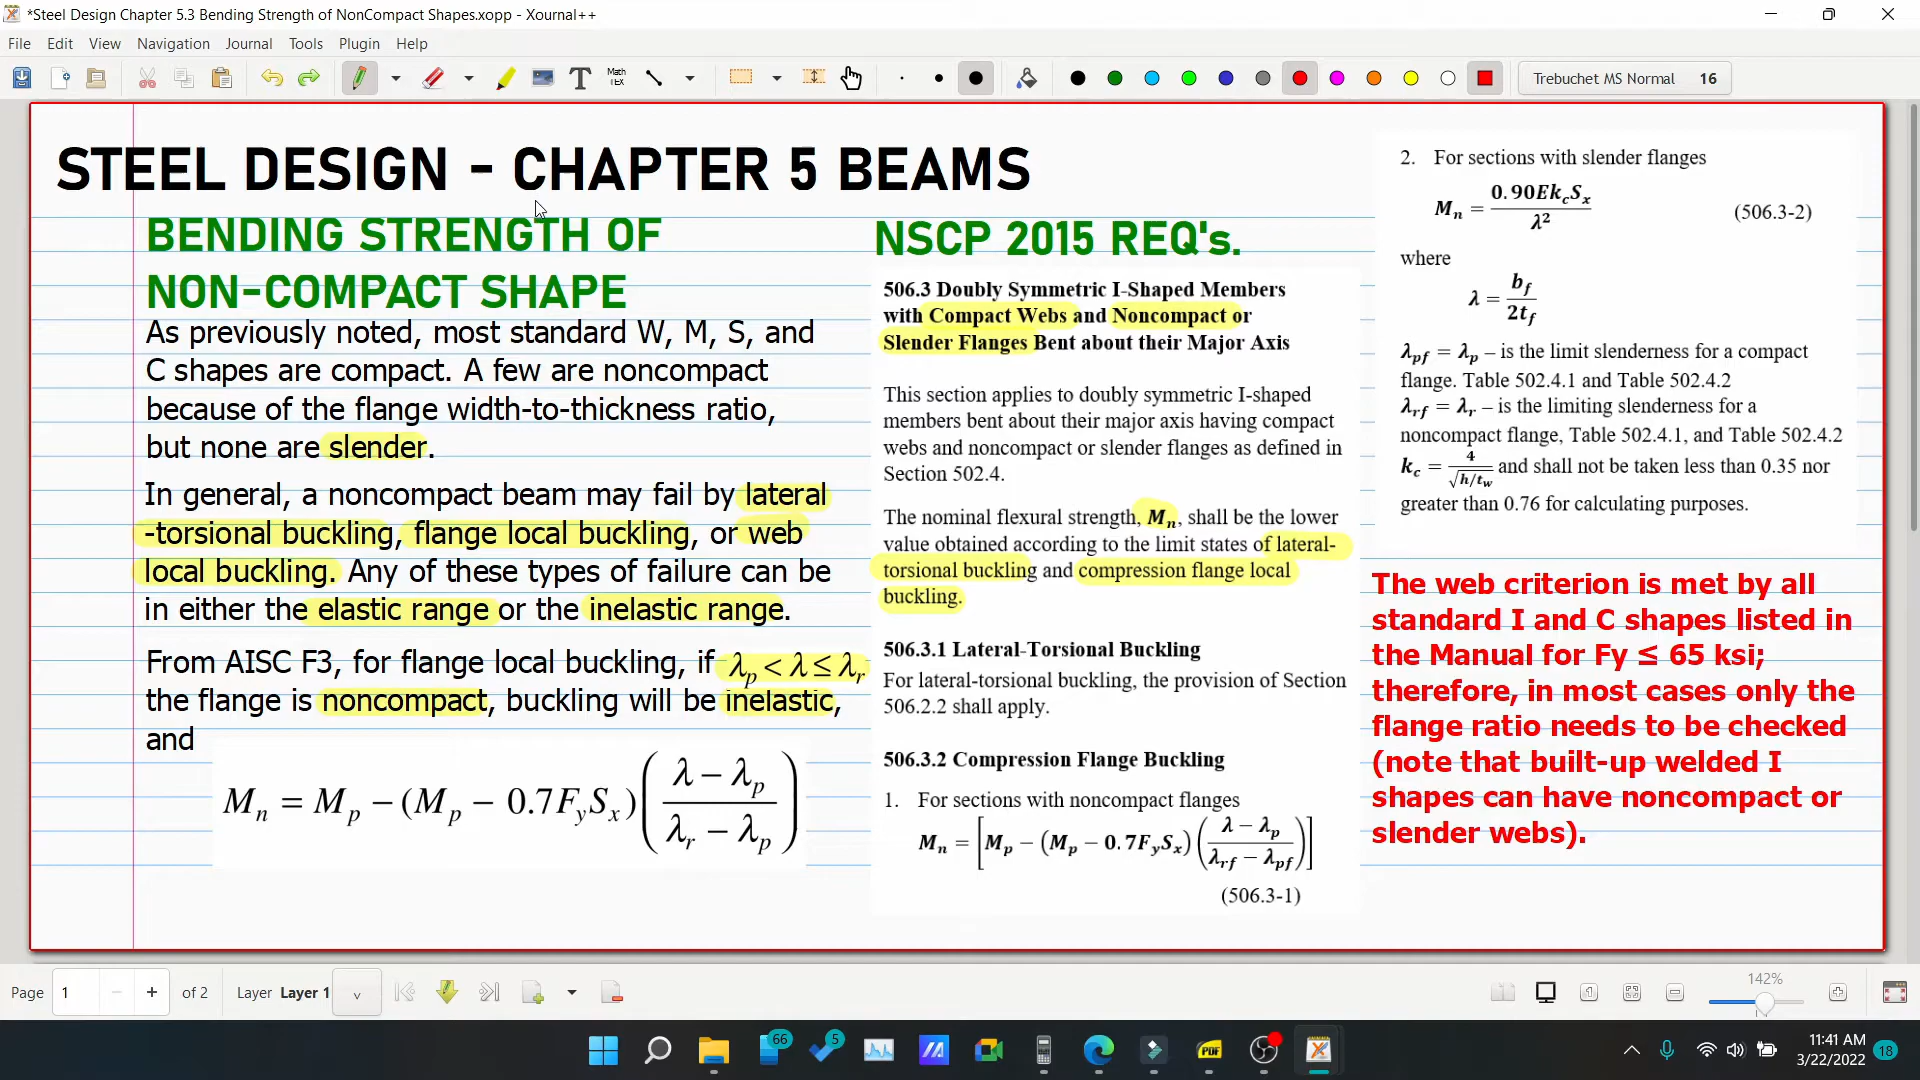 *Steel Design Chapter 5.3 Bending Strength of NonCompact Shapes.xopp - Xournal++
File Edit View Navigation Journal Tools Plugin Help
Math
TEX
Trebuchet MS Normal 16
STEEL DESIGN - CHAPTER 5 BEAMS
BENDING STRENGTH OF
NON-COMPACT SHAPE
As previously noted, most standard W, M, S, and
C shapes are compact. A few are noncompact
because of the flange width-to-thickness ratio,
but none are slender.
In general, a noncompact beam may fail by lateral
-torsional buckling, flange local buckling, or web
local buckling. Any of these types of failure can be
in either the elastic range or the inelastic range.
From AISC F3, for flange local buckling, if λp < λ ≤ λr
the flange is noncompact, buckling will be inelastic,
and
Mn = Mp − (Mp − 0.7FySx)((λ − λp)/(λr − λp))
NSCP 2015 REQ's.
506.3 Doubly Symmetric I-Shaped Members
with Compact Webs and Noncompact or
Slender Flanges Bent about their Major Axis
This section applies to doubly symmetric I-shaped
members bent about their major axis having compact
webs and noncompact or slender flanges as defined in
Section 502.4.
The nominal flexural strength, Mn, shall be the lower
value obtained according to the limit states of lateral-
torsional buckling and compression flange local
buckling.
506.3.1 Lateral-Torsional Buckling
For lateral-torsional buckling, the provision of Section
506.2.2 shall apply.
506.3.2 Compression Flange Buckling
1. For sections with noncompact flanges
Mn = [Mp − (Mp − 0.7FySx)((λ − λp)/(λrf − λpf))]
(506.3-1)
2. For sections with slender flanges
Mn = 0.90EkcSx/λ² (506.3-2)
where
λ = bf/2tf
λpf = λp – is the limit slenderness for a compact
flange. Table 502.4.1 and Table 502.4.2
λrf = λr – is the limiting slenderness for a
noncompact flange, Table 502.4.1, and Table 502.4.2
kc = 4/√h/tw and shall not be taken less than 0.35 nor
greater than 0.76 for calculating purposes.
The web criterion is met by all
standard I and C shapes listed in
the Manual for Fy ≤ 65 ksi;
therefore, in most cases only the
flange ratio needs to be checked
(note that built-up welded I
shapes can have noncompact or
slender webs).
Page 1 − + of 2 Layer Layer 1
142%
66
5
PDF
11:41 AM
3/22/2022
18